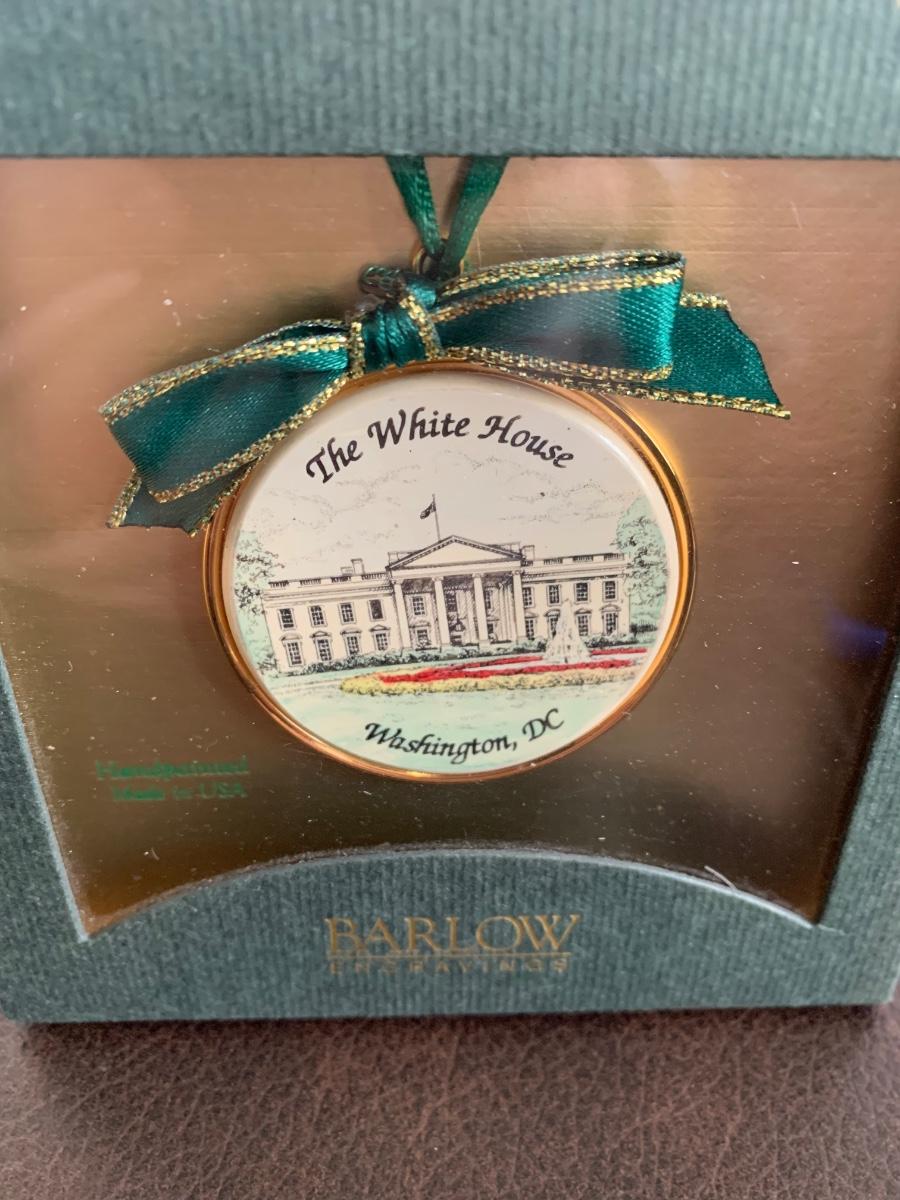 The White House
Washington, DC
Handpainted
Made in USA
BARLOW
ENGRAVINGS